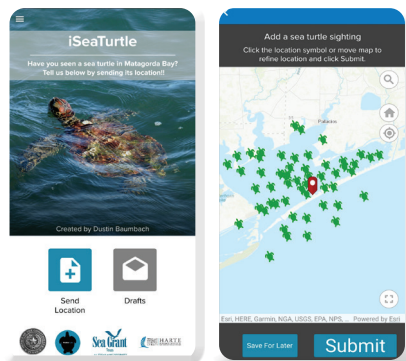 iSeaTurtle
Have you seen a sea turtle in Matagorda Bay?
Tell us below by sending its location!!
Created by Dustin Baumbach
Send
Location
Drafts
Sea Grant
Texas
HARTE
Add a sea turtle sighting
Click the location symbol or move map to
refine location and click Submit.
Palacios
Esri, HERE, Garmin, NGA, USGS, EPA, NPS, ... Powered by Esri
Save For Later
Submit